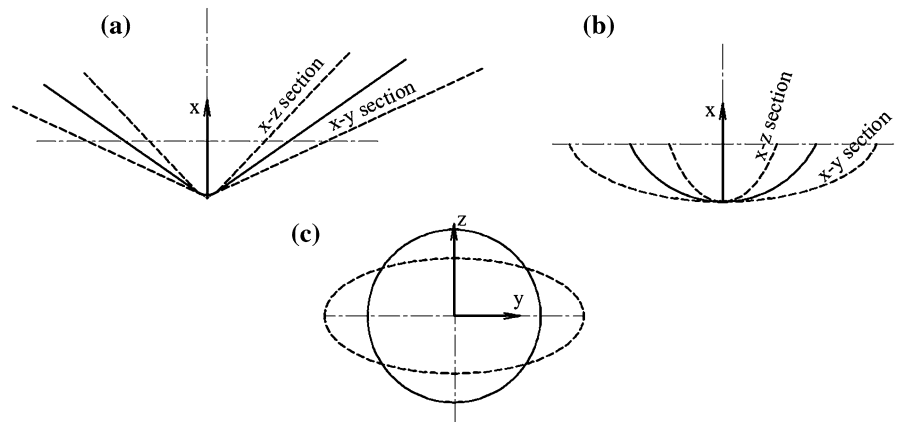 (a)
x
x-z section
x-y section
(b)
x
x-z section
x-y section
(c)
z
y